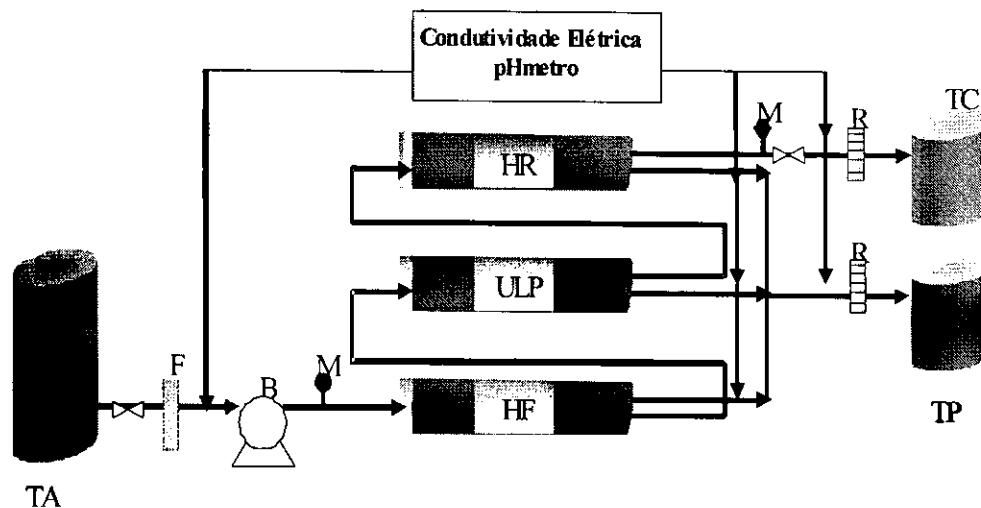 Condutividade Elétrica
pHmetro
TC
M
R
HR
R
ULP
F
M
B
HF
TP
TA